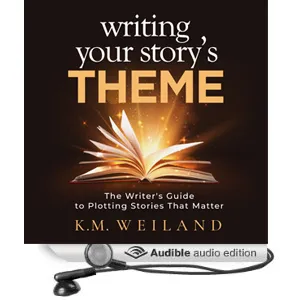 writing
your story's
THEME
The Writer's Guide
to Plotting Stories That Matter
K.M. WEILAND
Audible audio edition